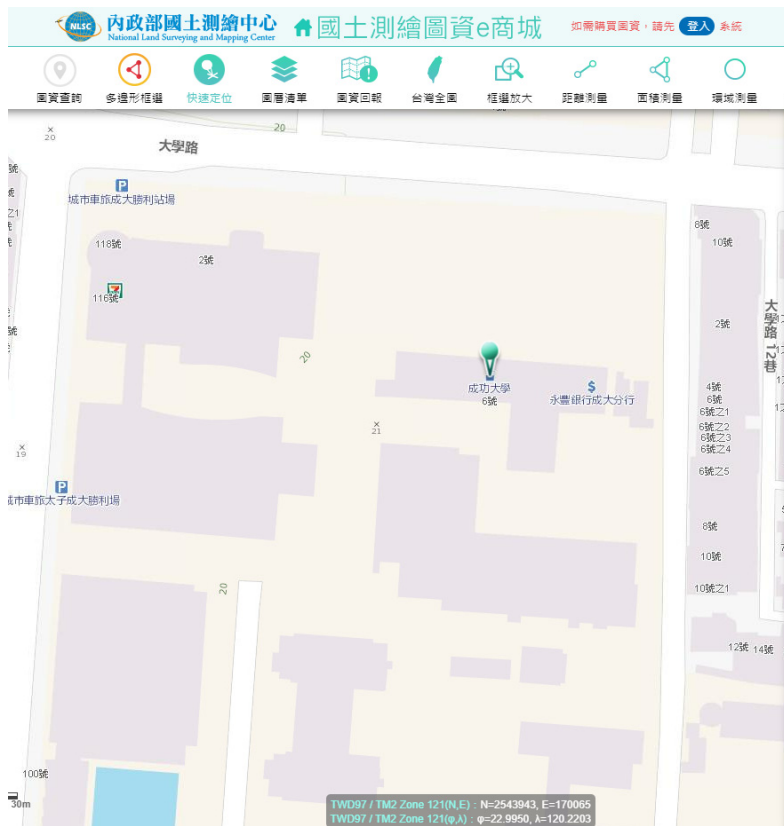 NLSC
內政部國土測繪中心
National Land Surveying and Mapping Center
國土測繪圖資e商城
如需購買圖資，請先 登入 系統
圖資查詢 多邊形框選 快速定位 圖層清單 圖資回報 台灣全圖 框選放大 距離測量 面積測量 環域測量
20
20
大學路
P
城市車旅成大勝利站場
8號
118號
10號
2號
7
116號
大學路12巷
2號
20
成功大學
6號
$
永豐銀行成大分行
4號
6號
6號之1
6號之2
6號之3
6號之4
21
19
6號之5
P
城市車旅太子成大勝利場
8號
10號
20
10號之1
12號 14號
100號
30m
TWD97 / TM2 Zone 121(N,E) : N=2543943, E=170065
TWD97 / TM2 Zone 121(φ,λ) : φ=22.9950, λ=120.2203